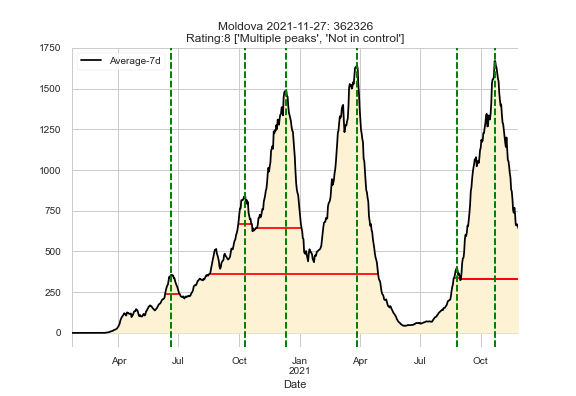 Moldova 2021-11-27: 362326
Rating:8 ['Multiple peaks', 'Not in control']
Average-7d
1750
1500
1250
1000
750
500
250
0
Apr Jul Oct Jan Apr Jul Oct
2021
Date